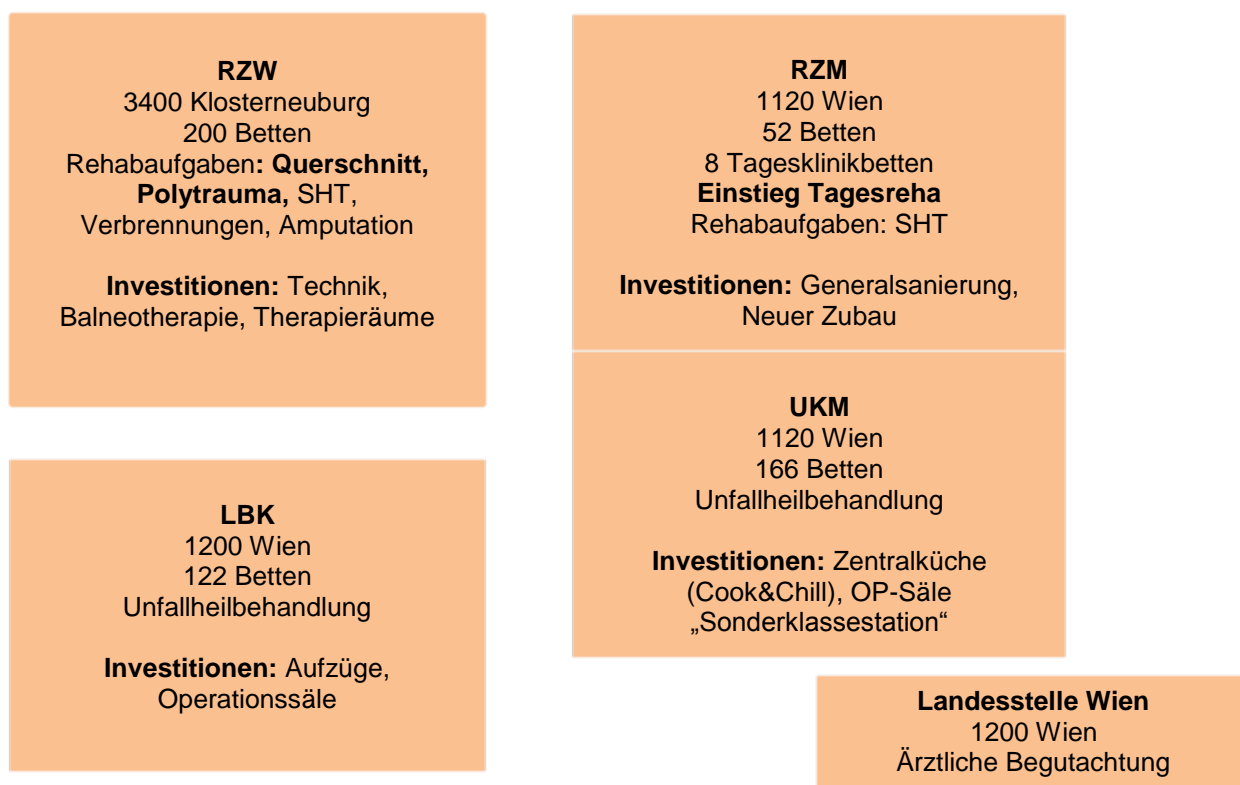 RZW
3400 Klosterneuburg
200 Betten
Rehabaufgaben: Querschnitt,
Polytrauma, SHT,
Verbrennungen, Amputation
Investitionen: Technik,
Balneotherapie, Therapieräume
RZM
1120 Wien
52 Betten
8 Tagesklinikbetten
Einstieg Tagesreha
Rehabaufgaben: SHT
Investitionen: Generalsanierung,
Neuer Zubau
LBK
1200 Wien
122 Betten
Unfallheilbehandlung
Investitionen: Aufzüge,
Operationssäle
UKM
1120 Wien
166 Betten
Unfallheilbehandlung
Investitionen: Zentralküche
(Cook&Chill), OP-Säle
„Sonderklassestation“
Landesstelle Wien
1200 Wien
Ärztliche Begutachtung